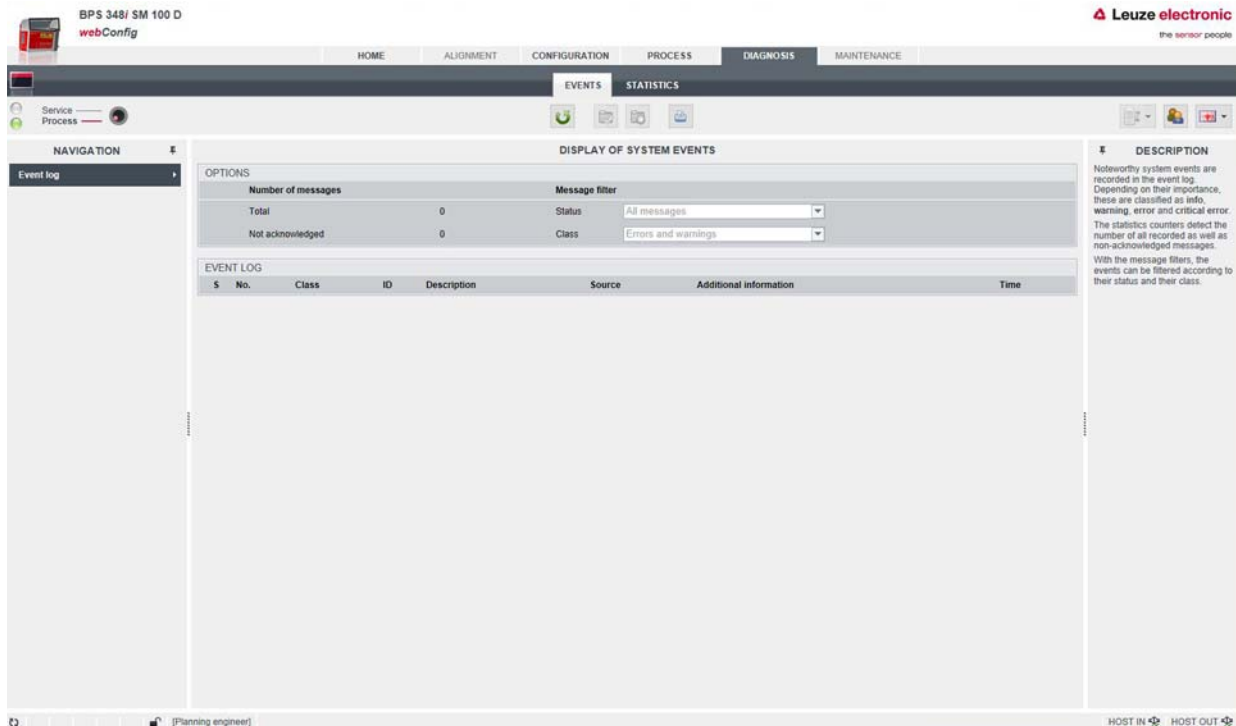 BPS 348i SM 100 D
webConfig
Leuze electronic
the sensor people
HOME ALIGNMENT CONFIGURATION PROCESS DIAGNOSIS MAINTENANCE
EVENTS STATISTICS
Service
Process
NAVIGATION
Event log
DISPLAY OF SYSTEM EVENTS
OPTIONS
Number of messages Message filter
Total 0 Status All messages
Not acknowledged 0 Class Errors and warnings
EVENT LOG
S No. Class ID Description Source Additional information Time
DESCRIPTION
Noteworthy system events are
recorded in the event log.
Depending on their importance,
these are classified as info,
warning, error and critical error.
The statistics counters detect the
number of all recorded as well as
non-acknowledged messages.
With the message filters, the
events can be filtered according to
their status and their class.
[Planning engineer]
HOST IN HOST OUT